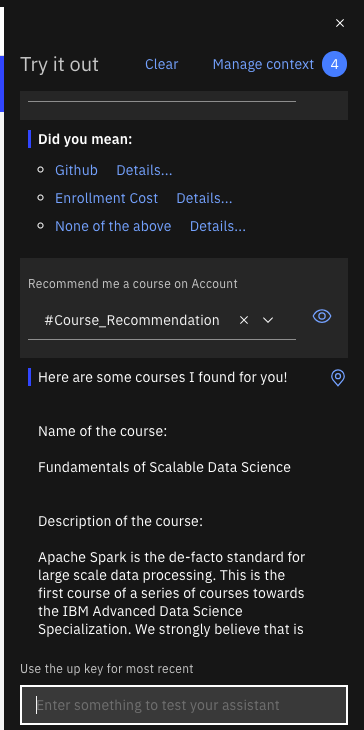 Try it out
Clear
Manage context
4
Did you mean:
Github Details...
Enrollment Cost Details...
None of the above Details...
Recommend me a course on Account
#Course_Recommendation
Here are some courses I found for you!
Name of the course:
Fundamentals of Scalable Data Science
Description of the course:
Apache Spark is the de-facto standard for
large scale data processing. This is the
first course of a series of courses towards
the IBM Advanced Data Science
Specialization. We strongly believe that is
Use the up key for most recent
Enter something to test your assistant